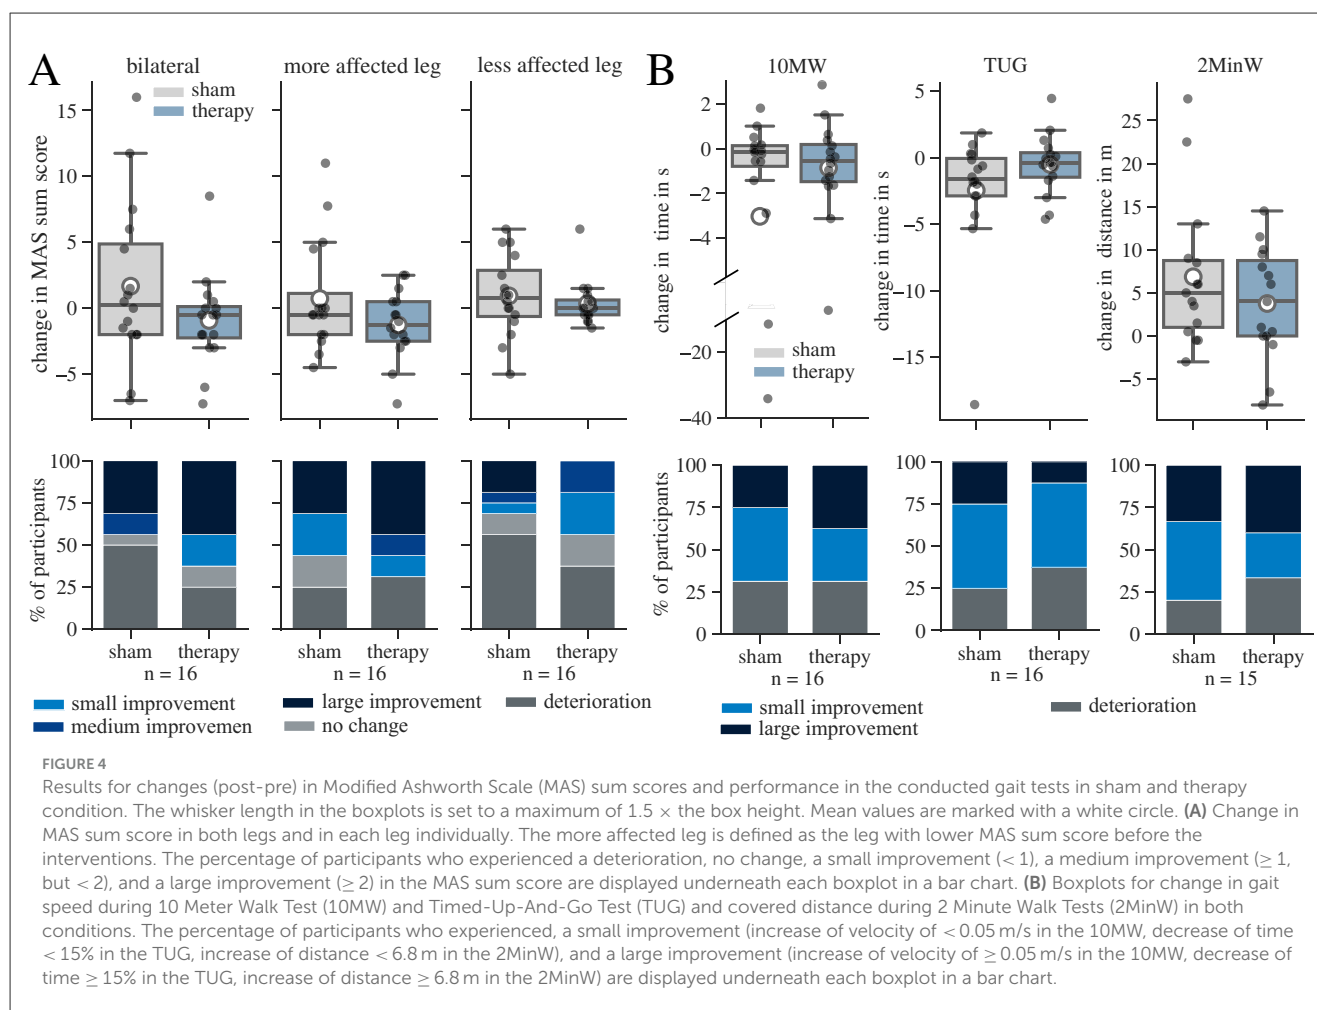 A
bilateral
more affected leg
less affected leg
sham
therapy
change in MAS sum score
15
10
5
0
−5
% of participants
100
75
50
25
0
sham
therapy
n = 16
sham
therapy
n = 16
sham
therapy
n = 16
small improvement
medium improvemen
large improvement
no change
deterioration
B
10MW
TUG
2MinW
change in time in s
2
0
−2
−4
−20
−40
sham
therapy
change in time in s
5
0
−5
−10
−15
change in distance in m
25
20
15
10
5
0
−5
% of participants
100
75
50
25
0
100
75
50
25
0
100
75
50
25
0
sham
therapy
n = 16
sham
therapy
n = 16
sham
therapy
n = 15
small improvement
large improvement
deterioration
FIGURE 4
Results for changes (post-pre) in Modified Ashworth Scale (MAS) sum scores and performance in the conducted gait tests in sham and therapy
condition. The whisker length in the boxplots is set to a maximum of 1.5 × the box height. Mean values are marked with a white circle. (A) Change in
MAS sum score in both legs and in each leg individually. The more affected leg is defined as the leg with lower MAS sum score before the
interventions. The percentage of participants who experienced a deterioration, no change, a small improvement (< 1), a medium improvement (≥ 1,
but < 2), and a large improvement (≥ 2) in the MAS sum score are displayed underneath each boxplot in a bar chart. (B) Boxplots for change in gait
speed during 10 Meter Walk Test (10MW) and Timed-Up-And-Go Test (TUG) and covered distance during 2 Minute Walk Tests (2MinW) in both
conditions. The percentage of participants who experienced, a small improvement (increase of velocity of < 0.05 m/s in the 10MW, decrease of time
< 15% in the TUG, increase of distance < 6.8 m in the 2MinW), and a large improvement (increase of velocity of ≥ 0.05 m/s in the 10MW, decrease of
time ≥ 15% in the TUG, increase of distance ≥ 6.8 m in the 2MinW) are displayed underneath each boxplot in a bar chart.